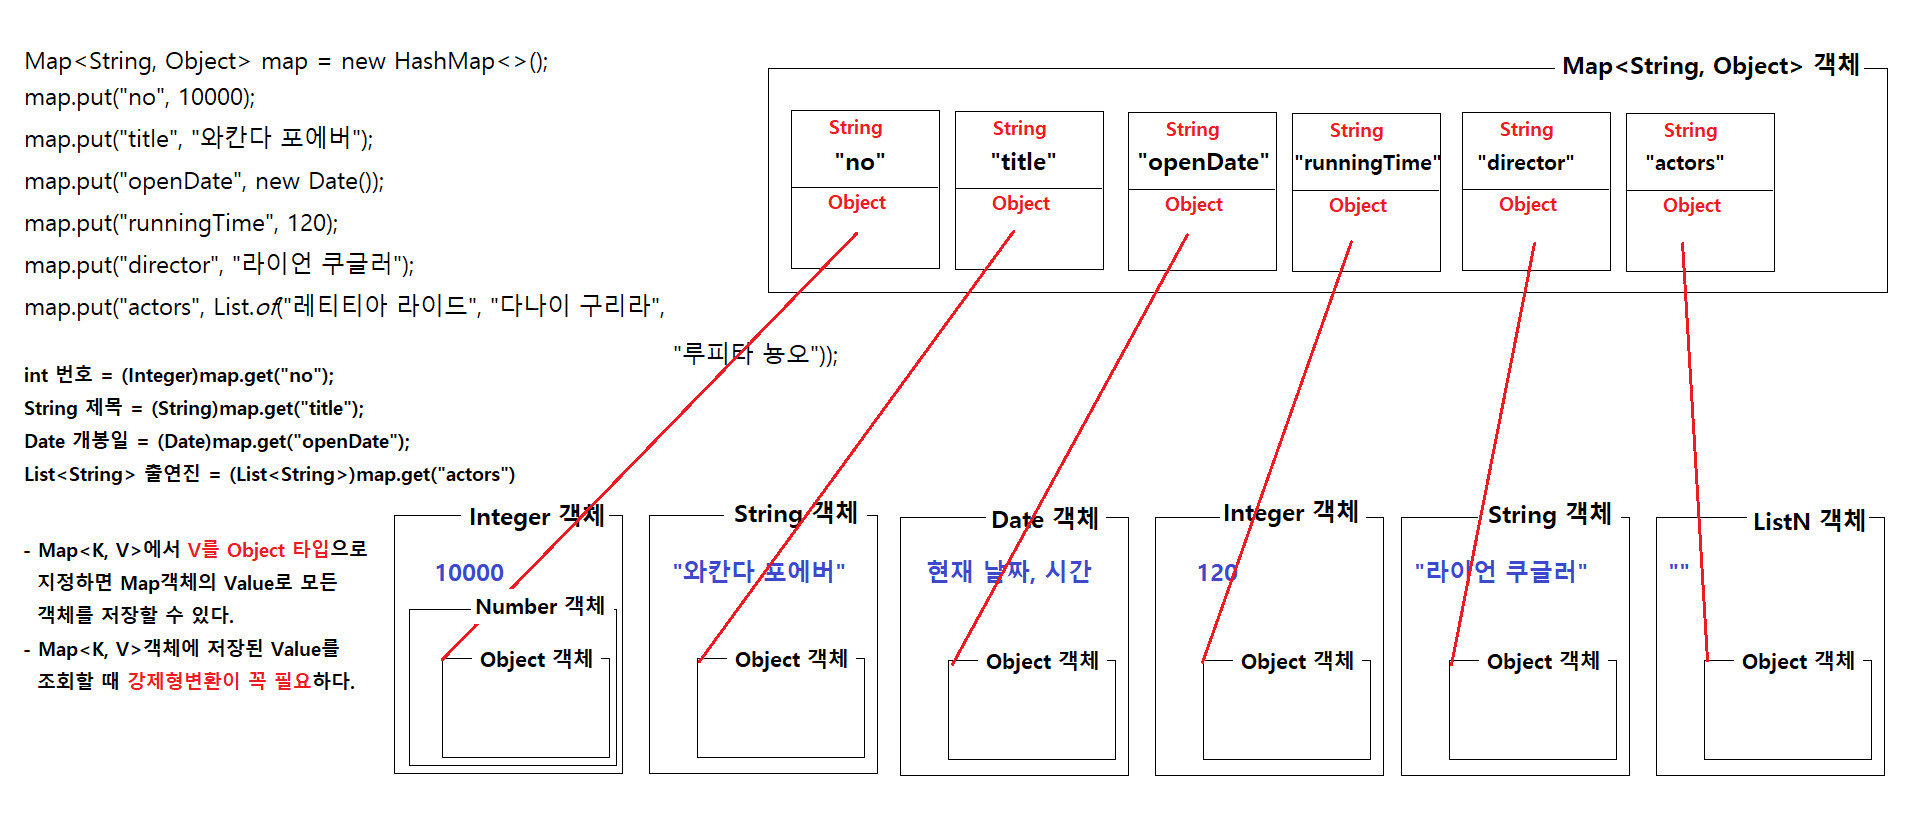 Map<String, Object> map = new HashMap<>();
map.put("no", 10000);
map.put("title", "와칸다 포에버");
map.put("openDate", new Date());
map.put("runningTime", 120);
map.put("director", "라이언 쿠글러");
map.put("actors", List.of("레티티아 라이드", "다나이 구리라",
"루피타 뇽오"));
int 번호 = (Integer)map.get("no");
String 제목 = (String)map.get("title");
Date 개봉일 = (Date)map.get("openDate");
List<String> 출연진 = (List<String>)map.get("actors")
- Map<K, V>에서 V를 Object 타입으로
지정하면 Map객체의 Value로 모든
객체를 저장할 수 있다.
- Map<K, V>객체에 저장된 Value를
조회할 때 강제형변환이 꼭 필요하다.
Map<String, Object> 객체
String
"no"
Object
String
"title"
Object
String
"openDate"
Object
String
"runningTime"
Object
String
"director"
Object
String
"actors"
Object
Integer 객체
10000
Number 객체
Object 객체
String 객체
"와칸다 포에버"
Object 객체
Date 객체
현재 날짜, 시간
Object 객체
Integer 객체
120
Object 객체
String 객체
"라이언 쿠글러"
Object 객체
ListN 객체
""
Object 객체